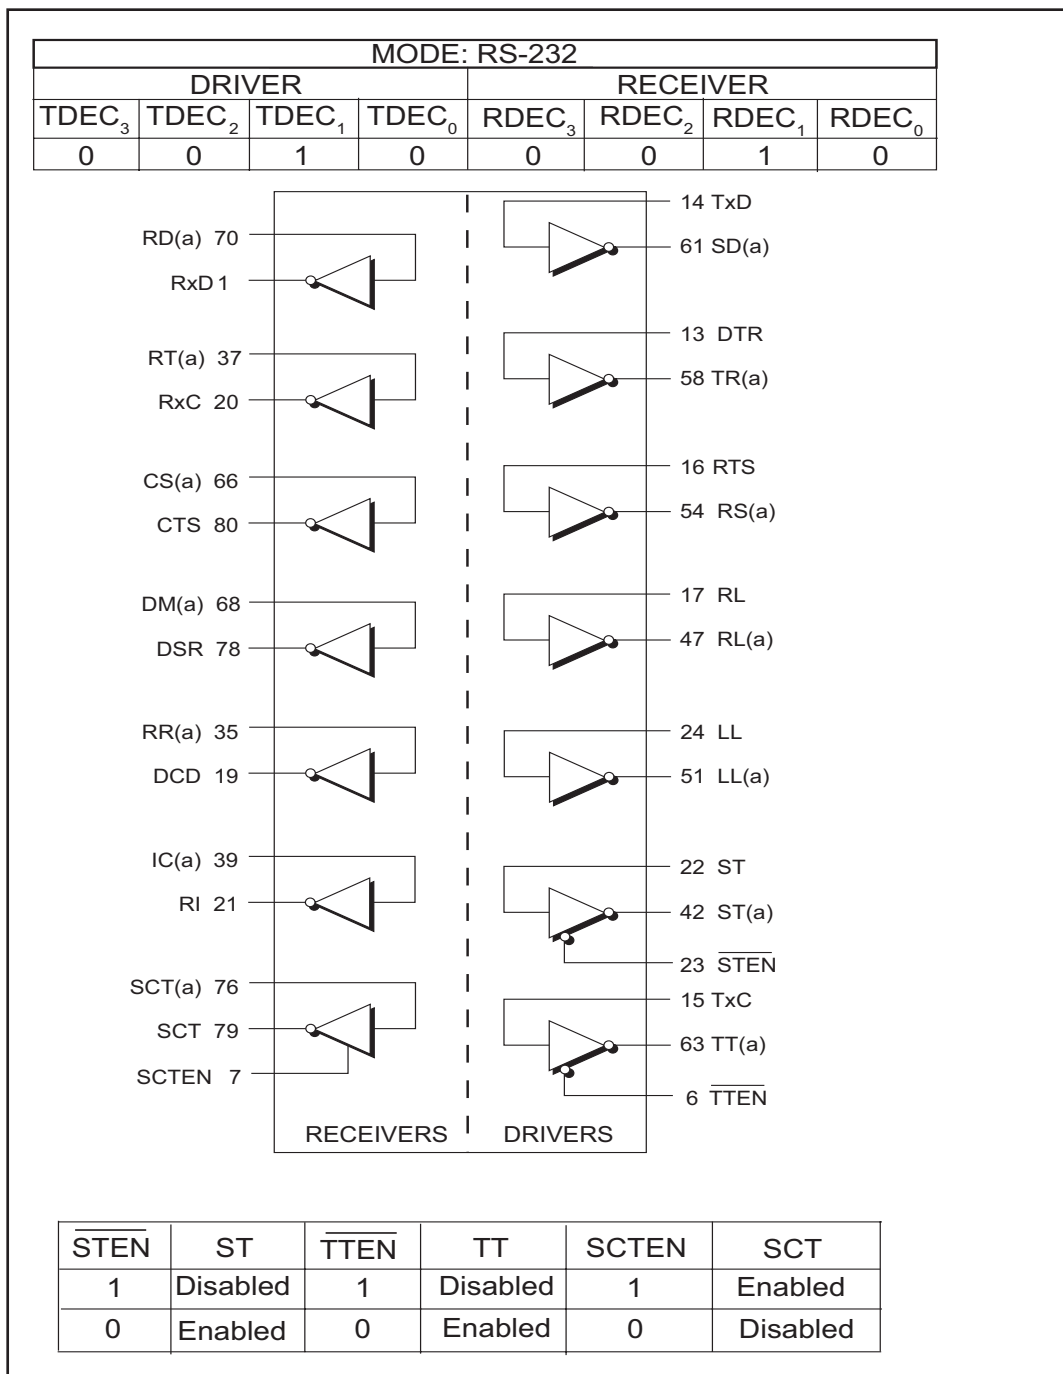 MODE: RS-232
DRIVER RECEIVER
TDEC₃ TDEC₂ TDEC₁ TDEC₀ RDEC₃ RDEC₂ RDEC₁ RDEC₀
0 0 1 0 0 0 1 0
RD(a) 70
RxD 1
RT(a) 37
RxC 20
CS(a) 66
CTS 80
DM(a) 68
DSR 78
RR(a) 35
DCD 19
IC(a) 39
RI 21
SCT(a) 76
SCT 79
SCTEN 7
RECEIVERS
14 TxD
61 SD(a)
13 DTR
58 TR(a)
16 RTS
54 RS(a)
17 RL
47 RL(a)
24 LL
51 LL(a)
22 ST
42 ST(a)
23 S̅T̅E̅N̅
15 TxC
63 TT(a)
6 T̅T̅E̅N̅
DRIVERS
S̅T̅E̅N̅ ST T̅T̅E̅N̅ TT SCTEN SCT
1 Disabled 1 Disabled 1 Enabled
0 Enabled 0 Enabled 0 Disabled